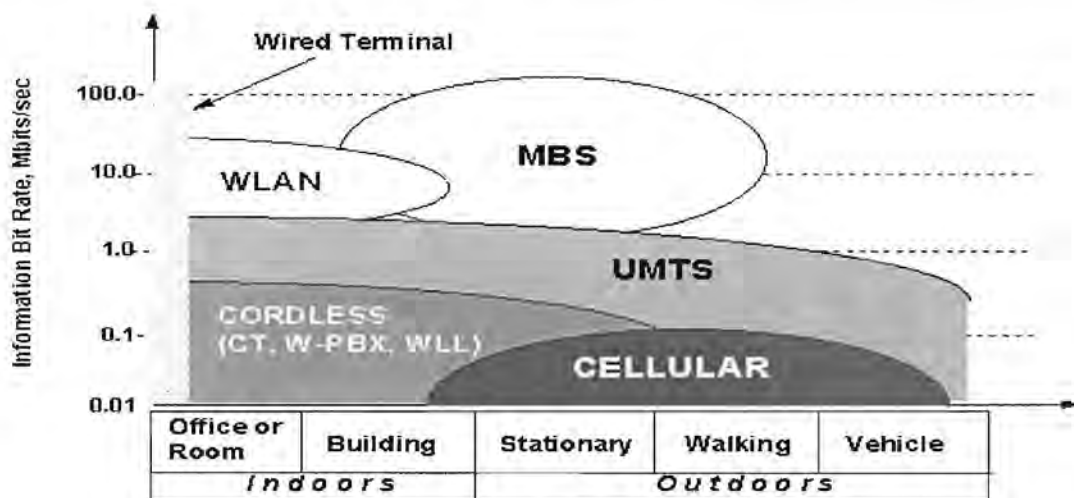 Wired Terminal
Information Bit Rate, Mbits/sec
100.0
MBS
10.0
WLAN
1.0
UMTS
CORDLESS
(CT, W-PBX, WLL)
0.1
CELLULAR
0.01
Office or Room
Building
Stationary
Walking
Vehicle
Indoors
Outdoors